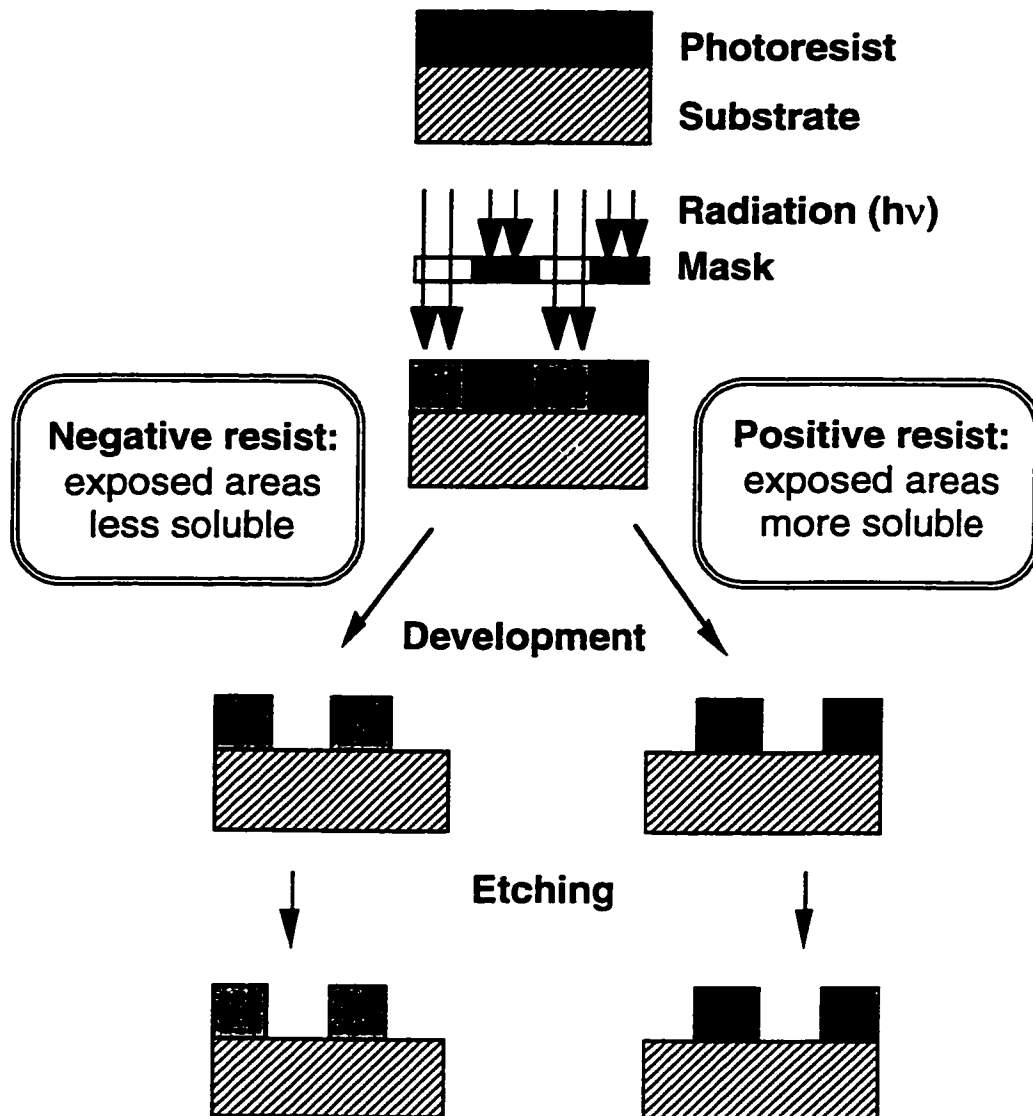 Photoresist
Substrate
Radiation (hν)
Mask
Negative resist:
exposed areas
less soluble
Positive resist:
exposed areas
more soluble
Development
Etching